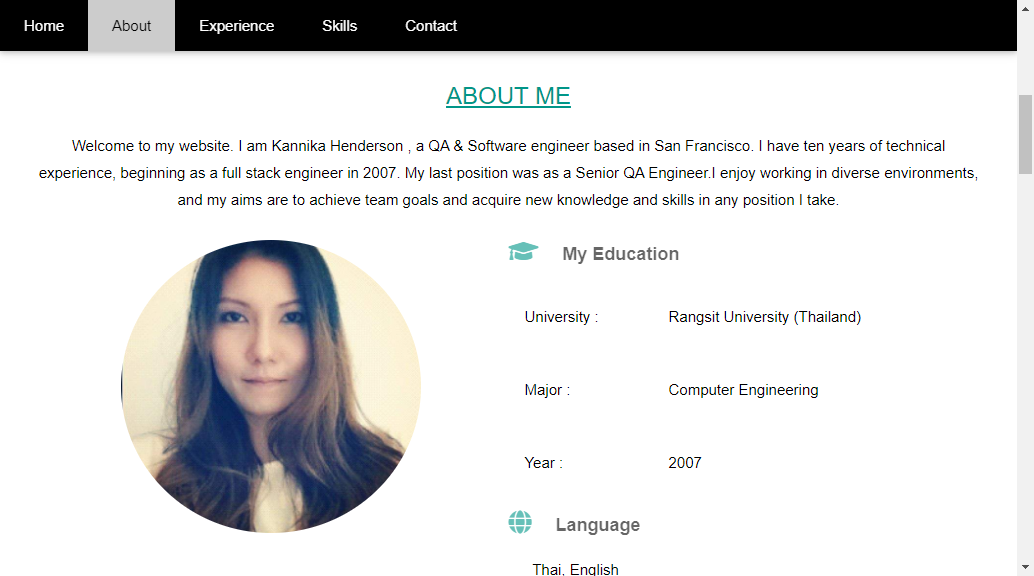 Home About Experience Skills Contact
ABOUT ME
Welcome to my website. I am Kannika Henderson , a QA & Software engineer based in San Francisco. I have ten years of technical
experience, beginning as a full stack engineer in 2007. My last position was as a Senior QA Engineer.I enjoy working in diverse environments,
and my aims are to achieve team goals and acquire new knowledge and skills in any position I take.
My Education
University : Rangsit University (Thailand)
Major : Computer Engineering
Year : 2007
Language
Thai, English